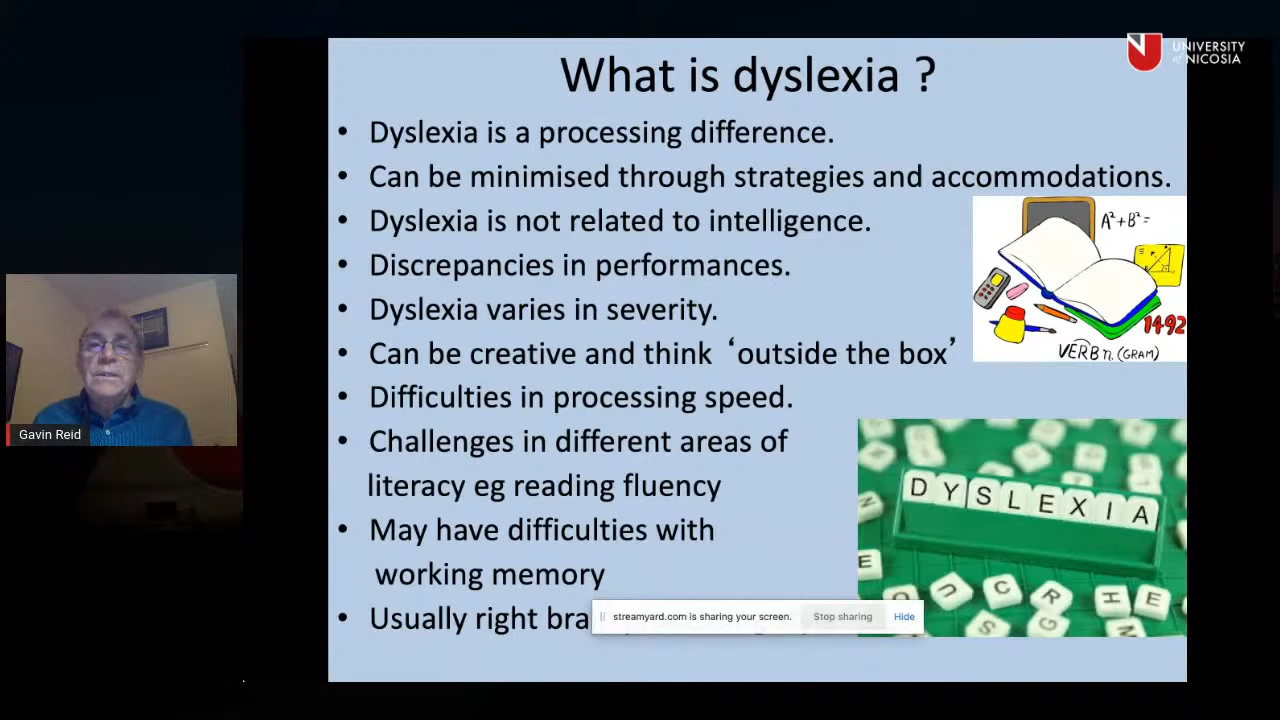 UNIVERSITY
of NICOSIA
What is dyslexia ?
• Dyslexia is a processing difference.
• Can be minimised through strategies and accommodations.
• Dyslexia is not related to intelligence.
• Discrepancies in performances.
• Dyslexia varies in severity.
• Can be creative and think ‘outside the box’
• Difficulties in processing speed.
• Challenges in different areas of
literacy eg reading fluency
• May have difficulties with
working memory
• Usually right
streamyard.com is sharing your screen. Stop sharing Hide
A²+B²=
1492
VERB n. (GRAM)
DYSLEXIA
E
U C R H E
S G N
Gavin Reid